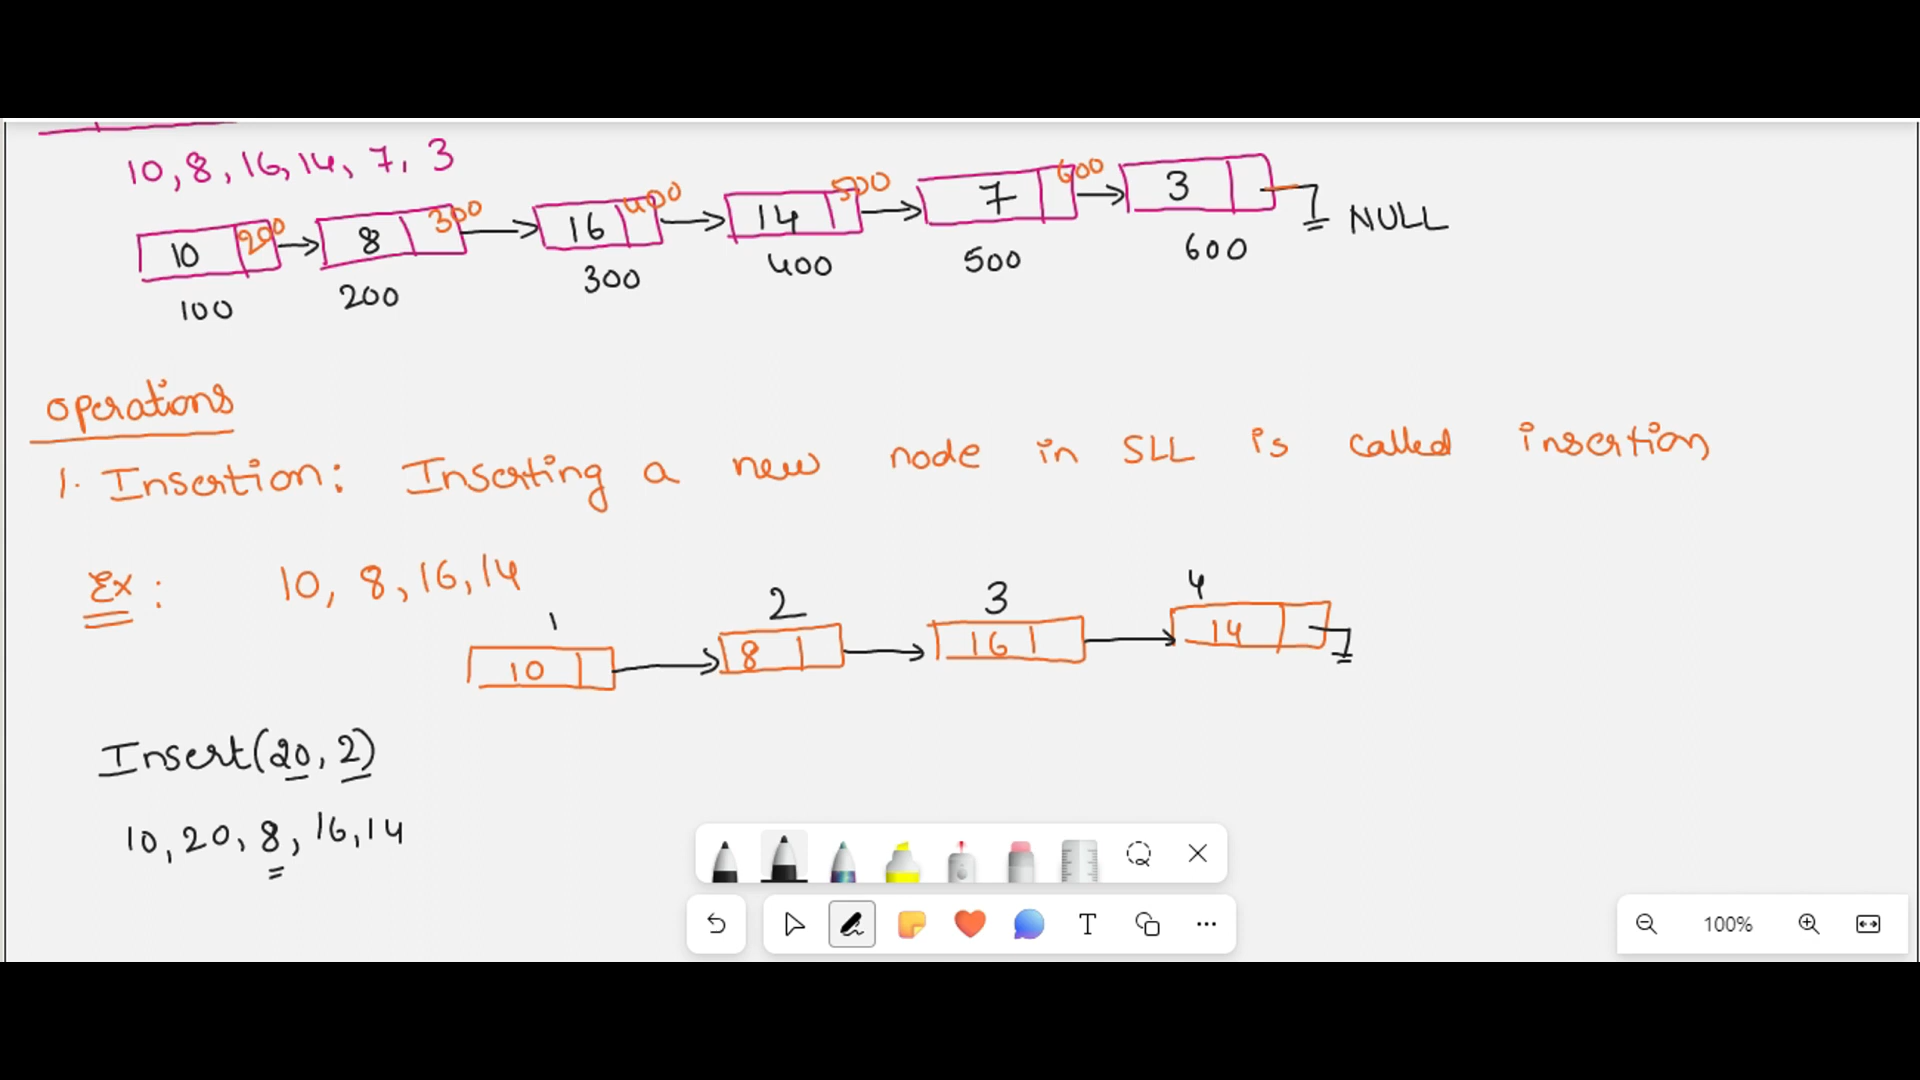 10, 8, 16, 14, 7, 3
10 200 8 300 16 400 14 500 7 600 3 NULL
100 200 300 400 500 600
operations
1. Insertion: Inserting a new node in SLL is called insertion,
Ex: 10, 8, 16, 14
1 2 3 4
10 8 16 14
Insert(20, 2)
10, 20, 8, 16, 14
T
100%